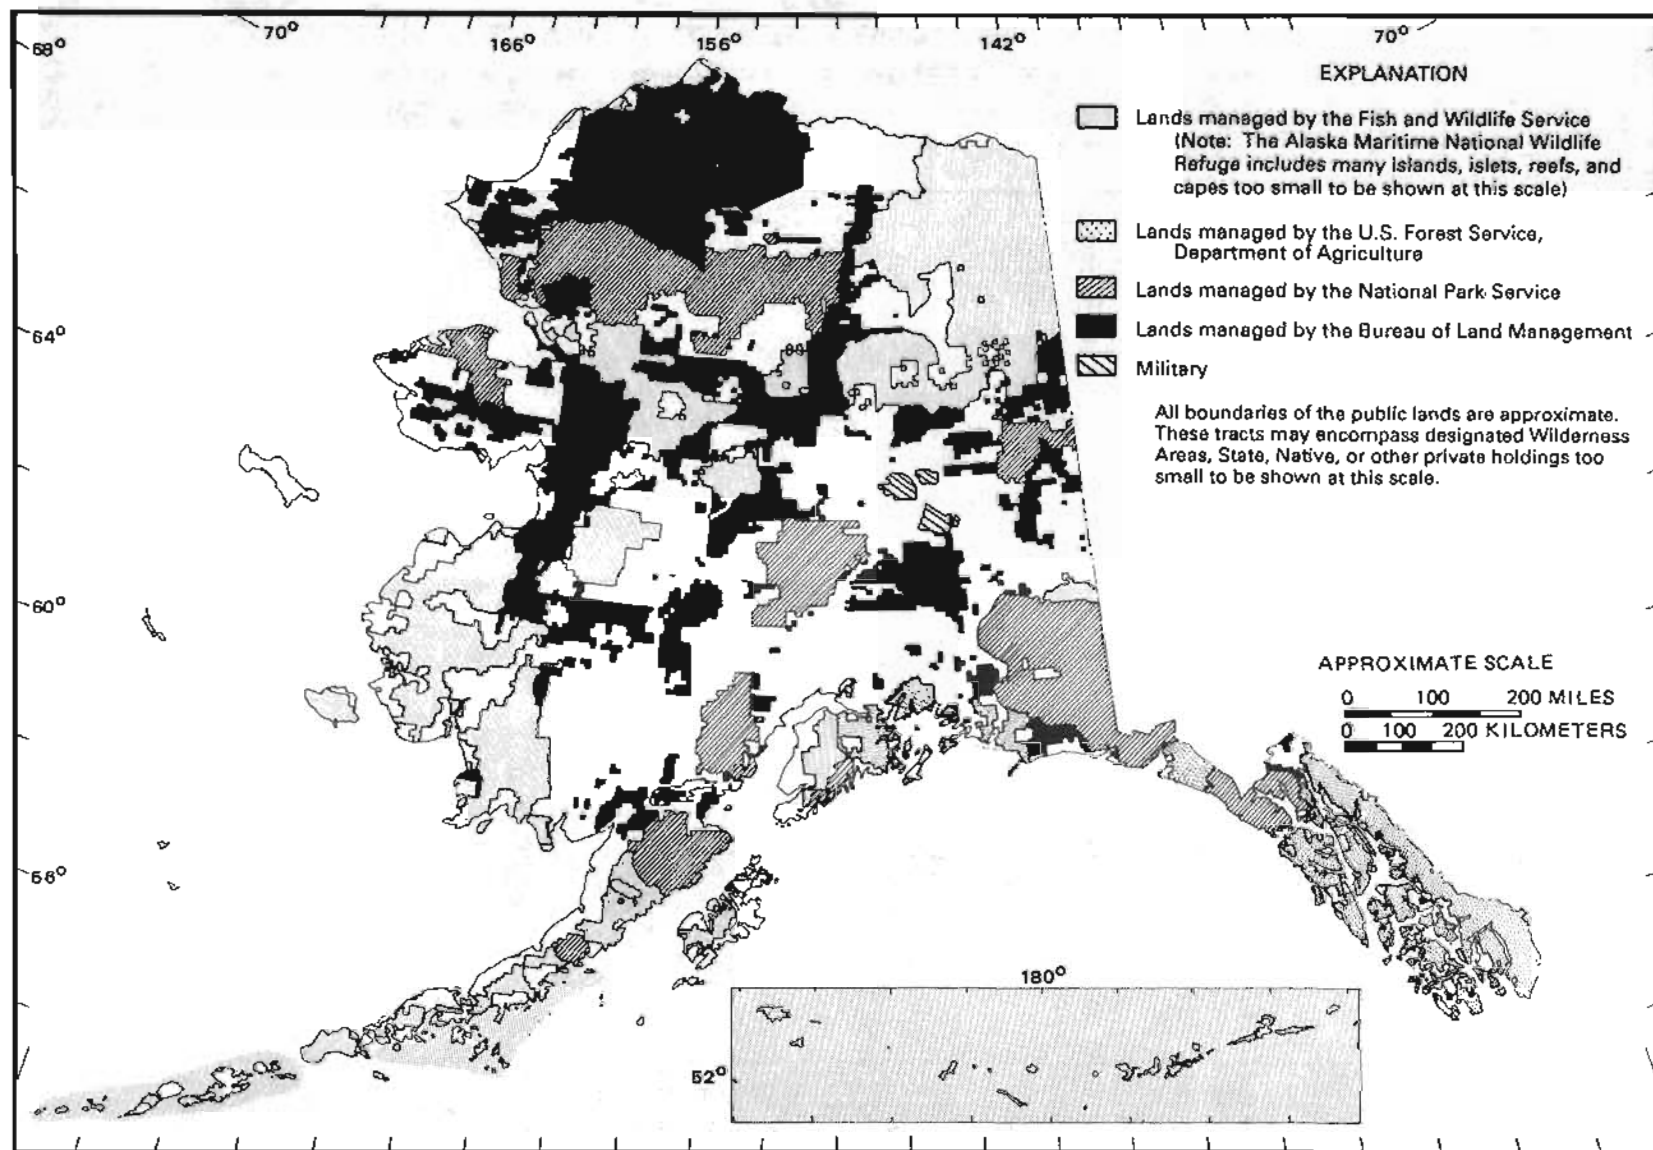 68°
70°
166°
156°
142°
70°
64°
60°
58°
EXPLANATION
Lands managed by the Fish and Wildlife Service
(Note: The Alaska Maritime National Wildlife
Refuge includes many islands, islets, reefs, and
capes too small to be shown at this scale)
Lands managed by the U.S. Forest Service,
Department of Agriculture
Lands managed by the National Park Service
Lands managed by the Bureau of Land Management
Military
All boundaries of the public lands are approximate.
These tracts may encompass designated Wilderness
Areas, State, Native, or other private holdings too
small to be shown at this scale.
APPROXIMATE SCALE
0 100 200 MILES
0 100 200 KILOMETERS
180°
52°